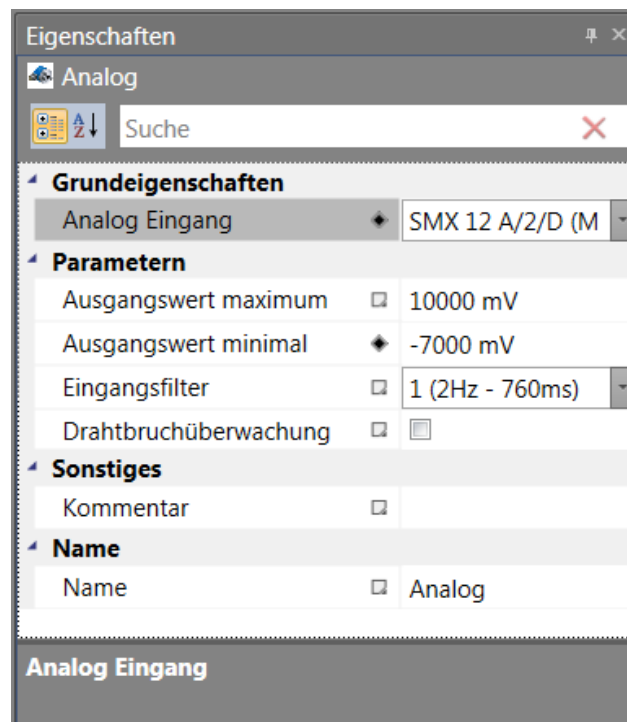 Eigenschaften
Analog
Suche
Grundeigenschaften
Analog Eingang SMX 12 A/2/D (M
Parametern
Ausgangswert maximum 10000 mV
Ausgangswert minimal -7000 mV
Eingangsfilter 1 (2Hz - 760ms)
Drahtbruchüberwachung
Sonstiges
Kommentar
Name
Name Analog
Analog Eingang